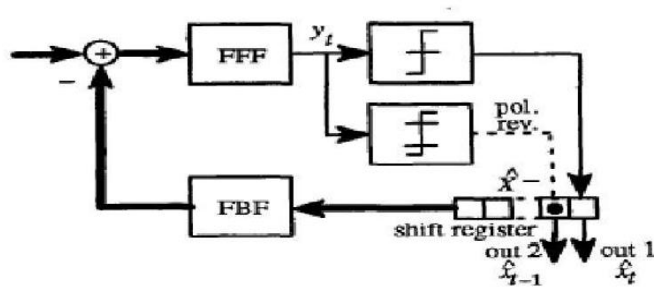 y_t
+
−
FFF
pol.
rev.
FBF
x̂ −
shift register
out 2 out 1
x̂_{t-1} x̂_t